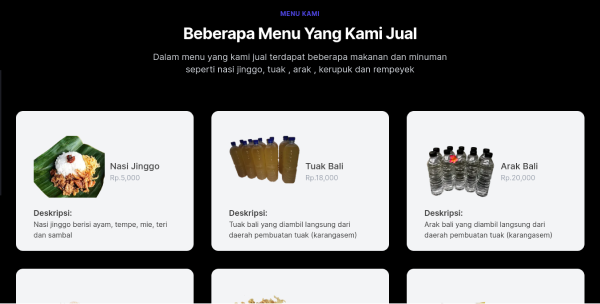 MENU KAMI
Beberapa Menu Yang Kami Jual
Dalam menu yang kami jual terdapat beberapa makanan dan minuman
seperti nasi jinggo, tuak , arak , kerupuk dan rempeyek
Nasi Jinggo
Rp.5,000
Deskripsi:
Nasi jinggo berisi ayam, tempe, mie, teri
dan sambal
Tuak Bali
Rp.18,000
Deskripsi:
Tuak bali yang diambil langsung dari
daerah pembuatan tuak (karangasem)
Arak Bali
Rp.20,000
Deskripsi:
Arak bali yang diambil langsung dari
daerah pembuatan tuak (karangasem)